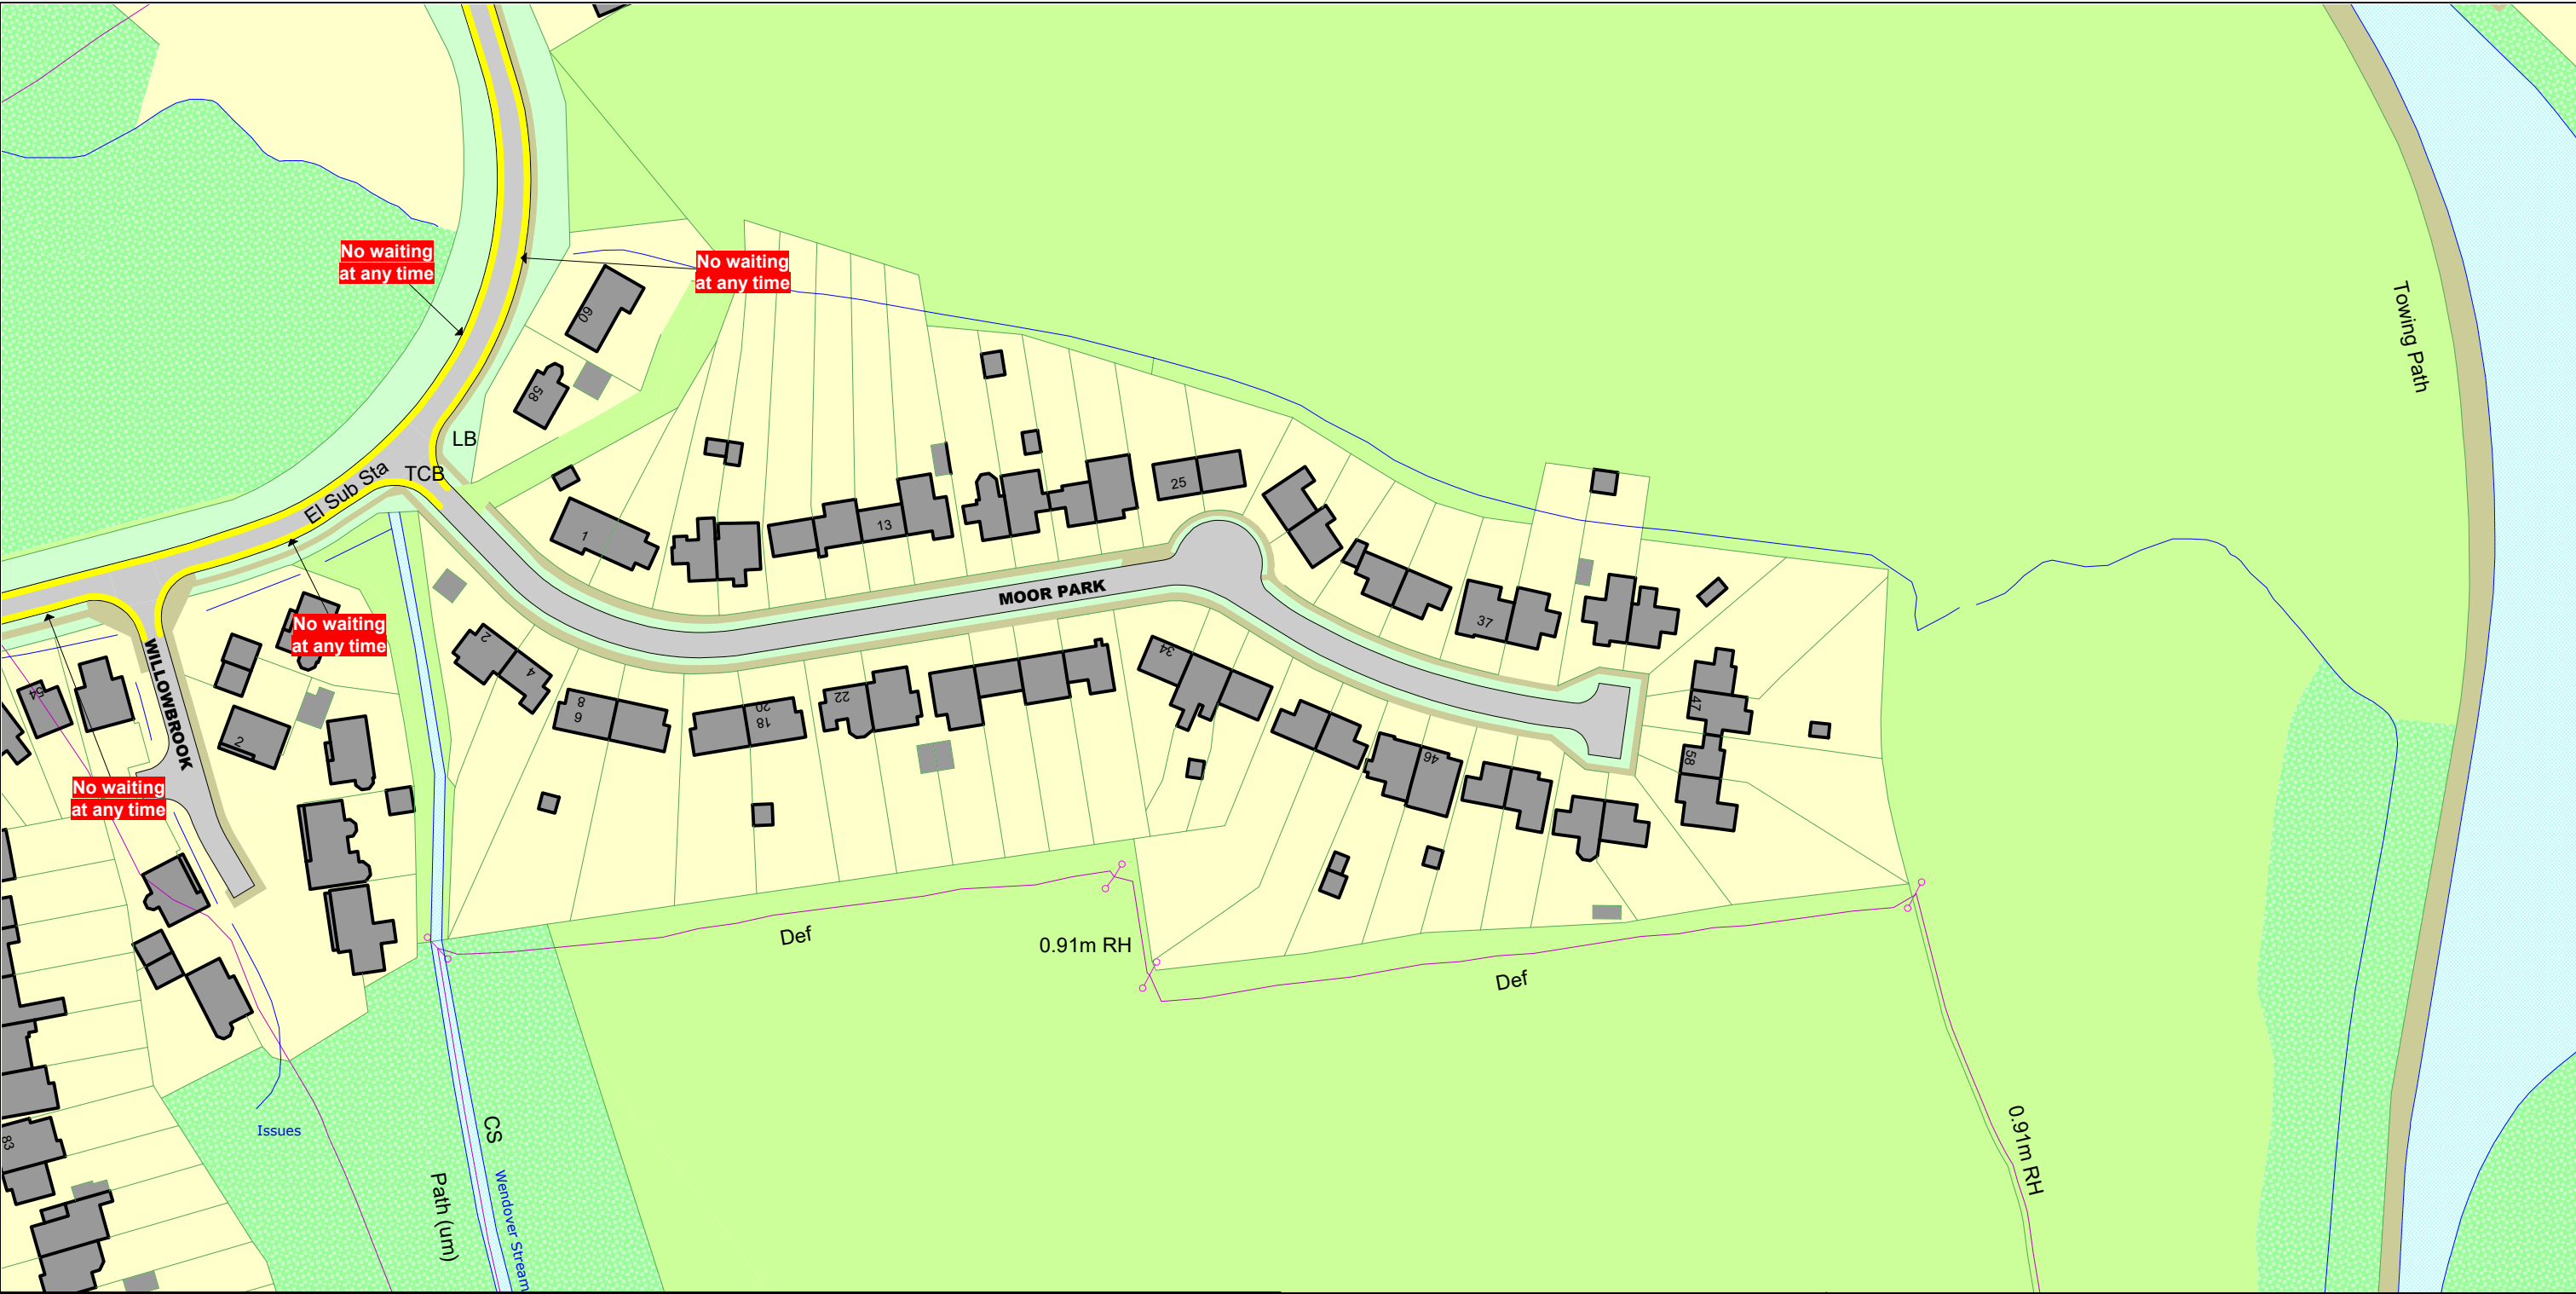 No waiting
at any time
No waiting
at any time
60
58
LB
TCB
El Sub Sta
1
13
25
37
MOOR PARK
2
4
8
6
20
18
22
34
46
47
58
No waiting
at any time
WILLOWBROOK
54
2
No waiting
at any time
Def
0.91m RH
Def
0.91m RH
Towing Path
Issues
CS
Path (um)
Wendover Stream
83